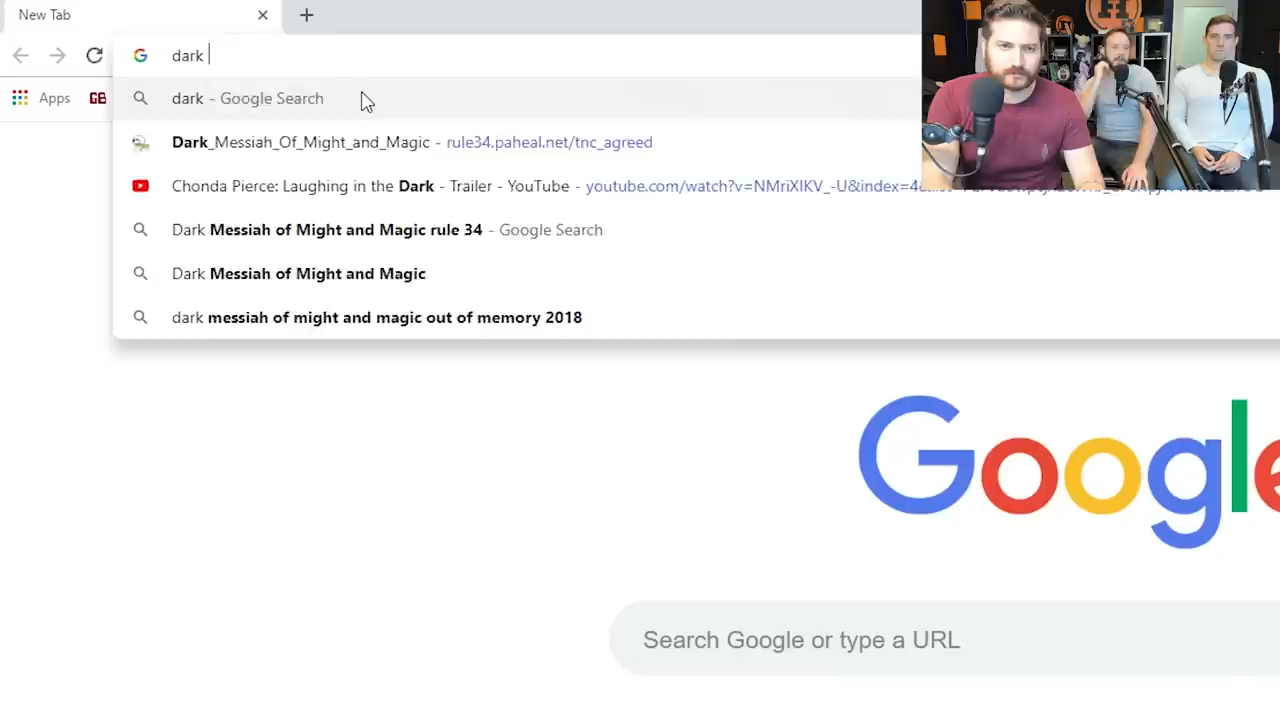 New Tab
dark
Apps GB
dark - Google Search
Dark_Messiah_Of_Might_and_Magic - rule34.paheal.net/tnc_agreed
Chonda Pierce: Laughing in the Dark - Trailer - YouTube - youtube.com/watch?v=NMriXIKV_-U&index=4
Dark Messiah of Might and Magic rule 34 - Google Search
Dark Messiah of Might and Magic
dark messiah of might and magic out of memory 2018
Google
Search Google or type a URL